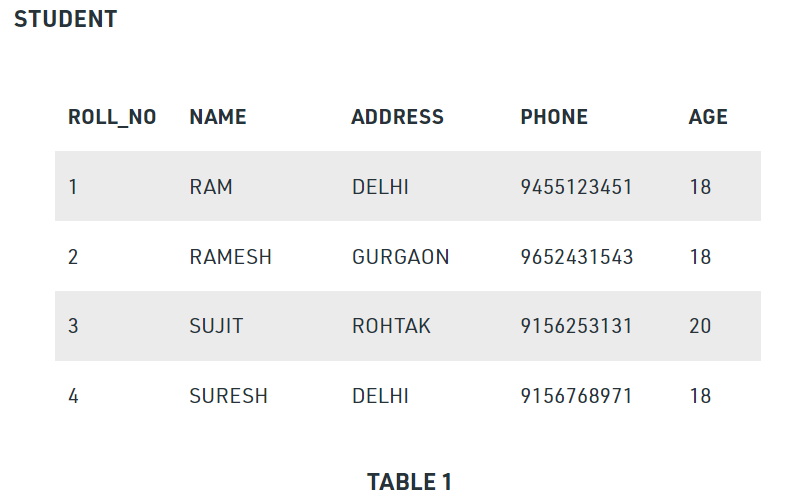 STUDENT
ROLL_NO NAME ADDRESS PHONE AGE
1 RAM DELHI 9455123451 18
2 RAMESH GURGAON 9652431543 18
3 SUJIT ROHTAK 9156253131 20
4 SURESH DELHI 9156768971 18
TABLE 1